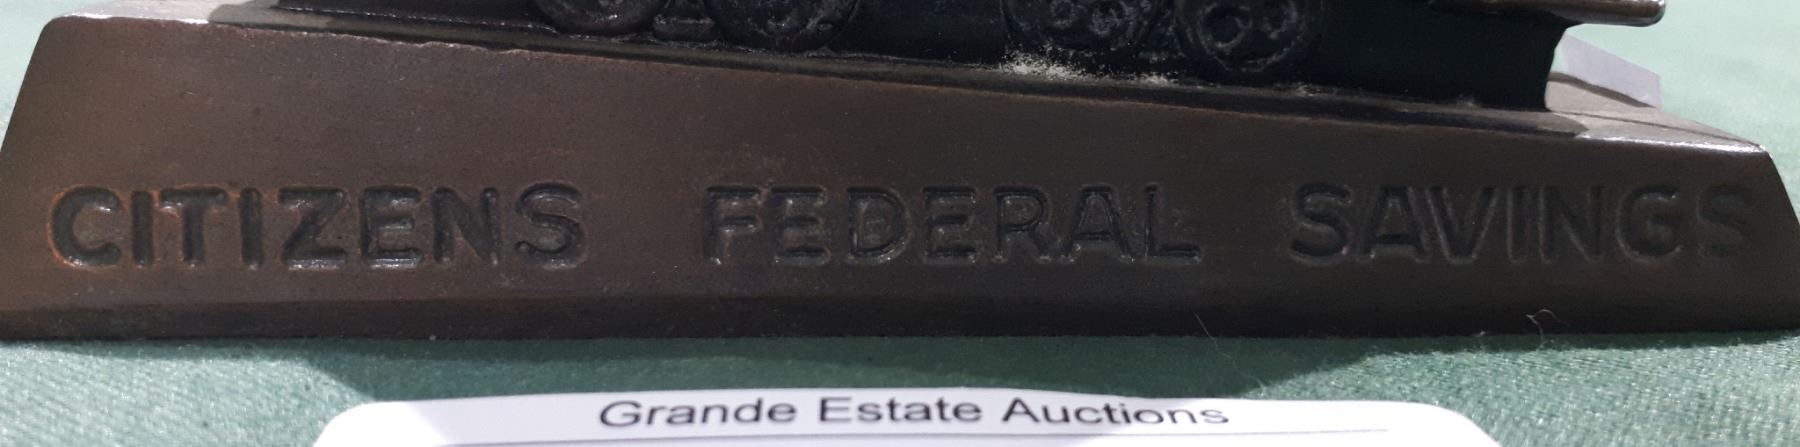 CITIZENS FEDERAL SAVINGS
Grande Estate Auctions